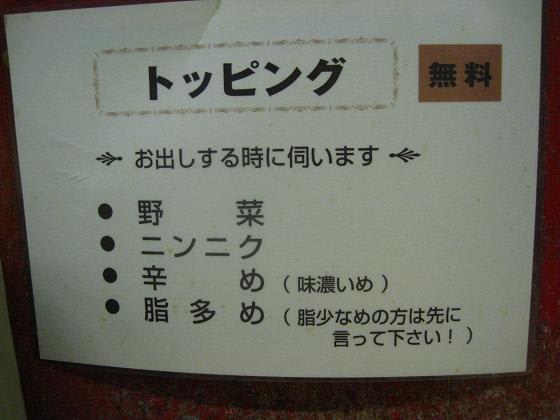 トッピング 無料
お出しする時に伺います
● 野菜
● ニンニク
● 辛め ( 味濃いめ )
● 脂多め ( 脂少なめの方は先に
言って下さい！ )